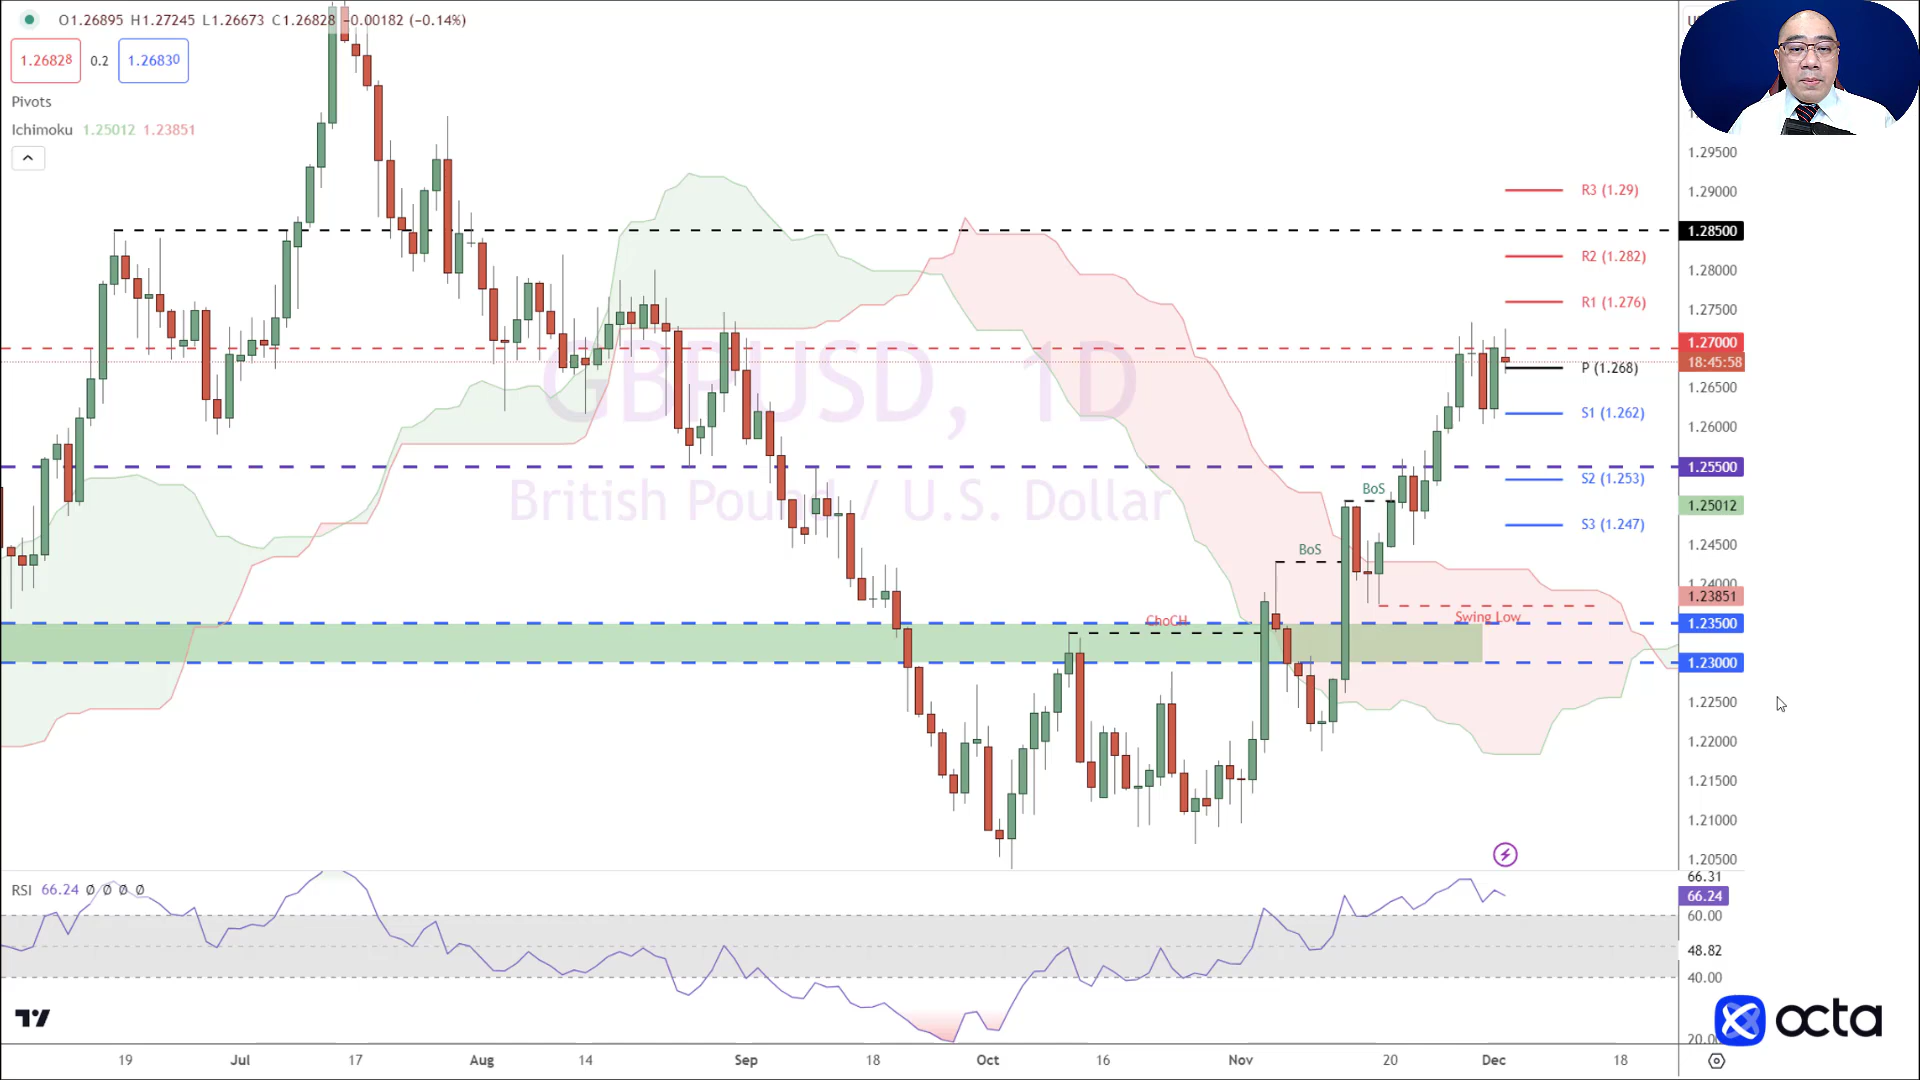 O1.26895 H1.27245 L1.26673 C1.26828 −0.00182 (−0.14%)
1.26828 0.2 1.26830
Pivots
Ichimoku 1.25012 1.23851
GBPUSD, 1D
British Pound / U.S. Dollar
R3 (1.29)
R2 (1.282)
R1 (1.276)
P (1.268)
S1 (1.262)
S2 (1.253)
S3 (1.247)
BoS
BoS
ChoCH
Swing Low
1.29500
1.29000
1.28500
1.28000
1.27500
1.27000
18:45:58
1.26500
1.26000
1.25500
1.25012
1.24500
1.24000
1.23851
1.23500
1.23000
1.22500
1.22000
1.21500
1.21000
1.20500
RSI 66.24 Ø Ø Ø Ø
66.31
66.24
60.00
48.82
40.00
octa
19 Jul 17 Aug 14 Sep 18 Oct 16 Nov 20 Dec 18